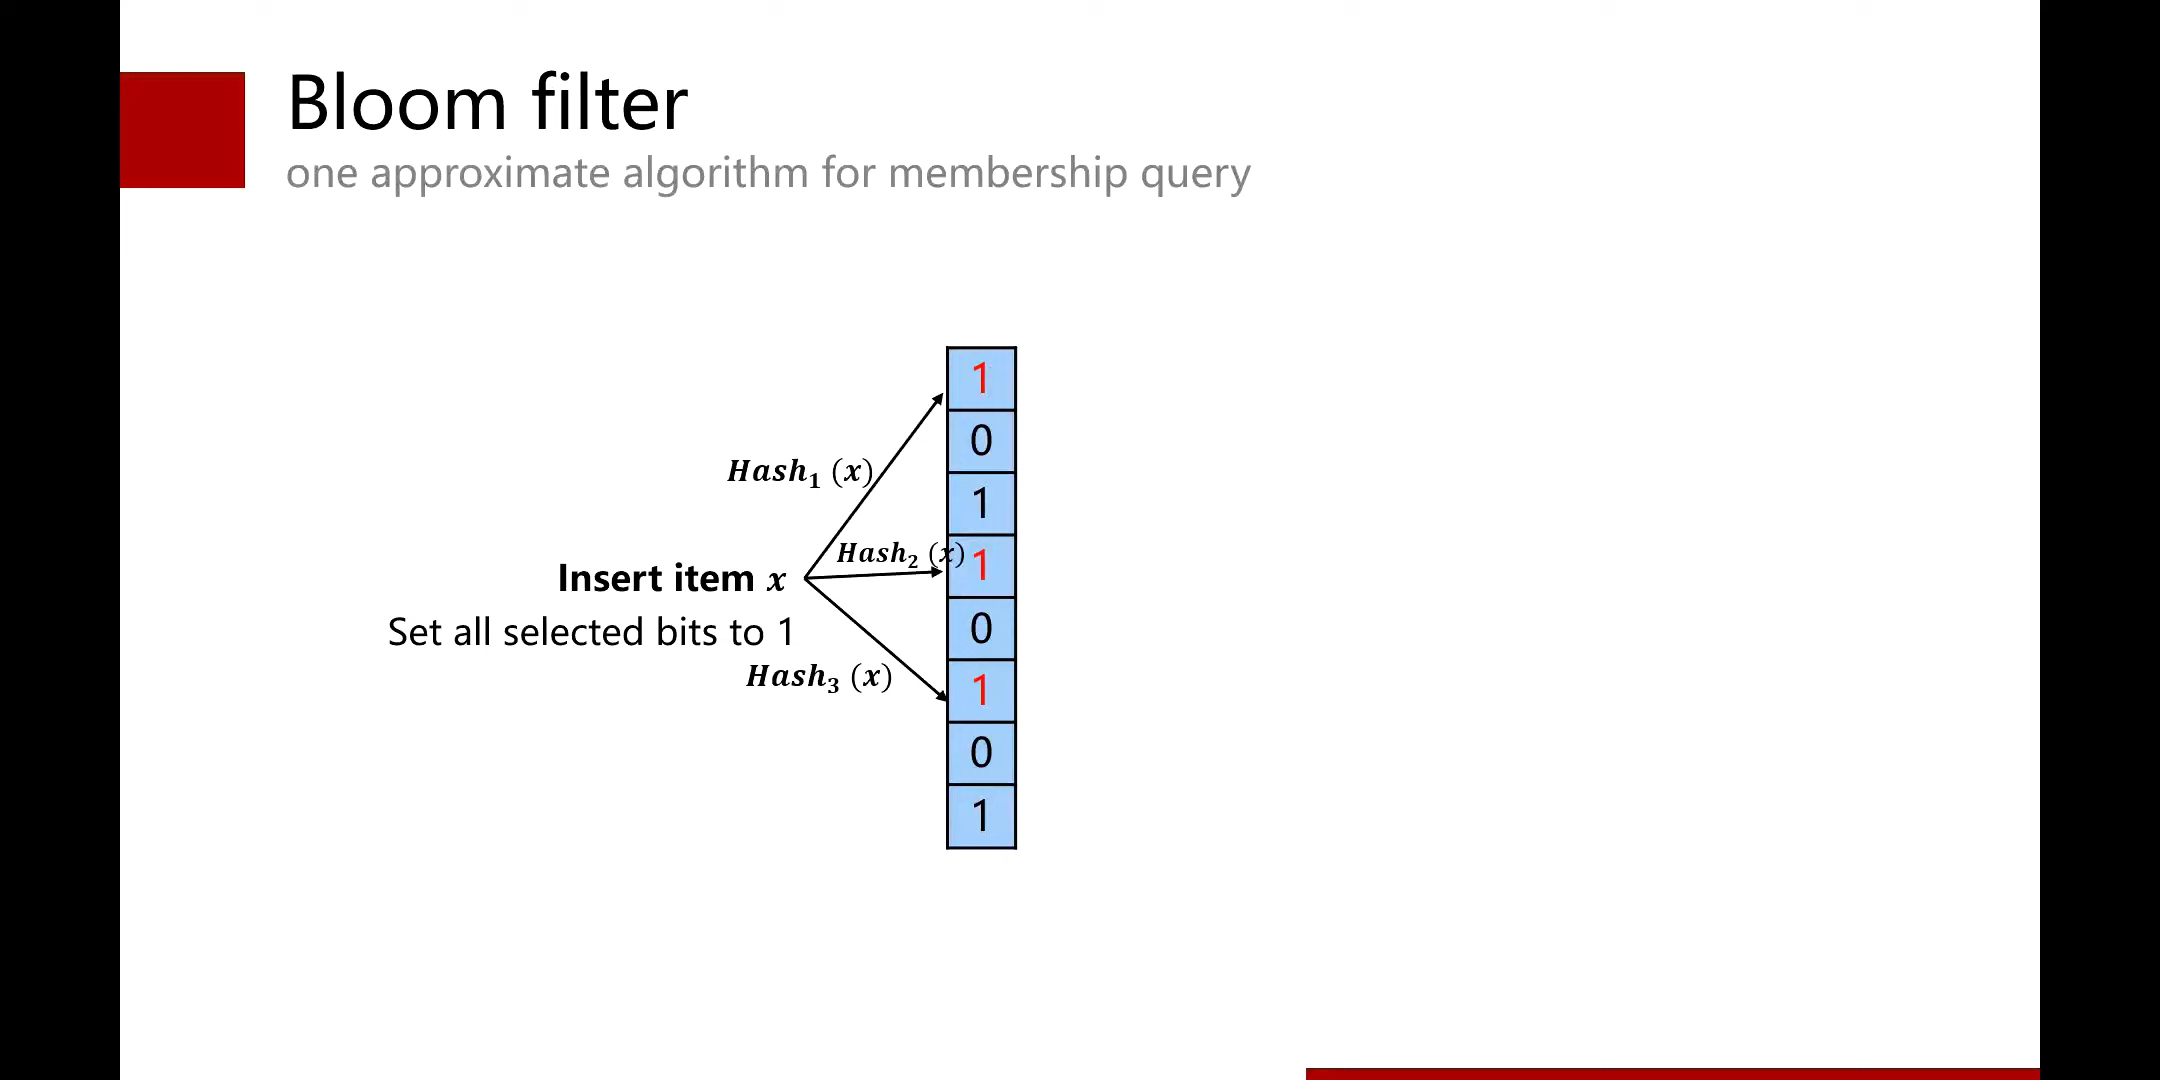 Bloom filter
one approximate algorithm for membership query
1
0
Hash₁ (x)
1
Hash₂ (x)
1
Insert item x
0
Set all selected bits to 1
Hash₃ (x)
1
0
1